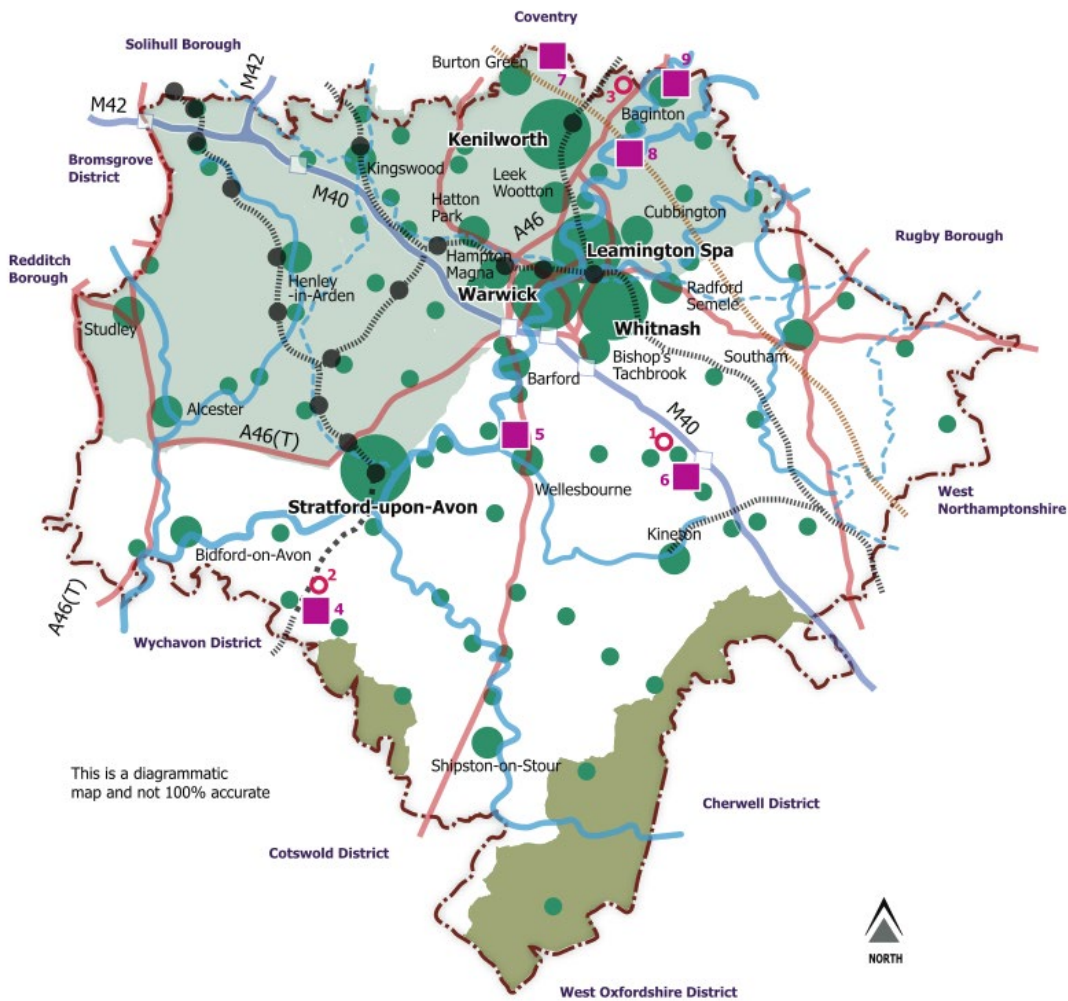 Coventry
Solihull Borough
M42
Burton Green
7
9
3
Baginton
M42
Kenilworth
8
Bromsgrove
District
Kingswood
Leek
Wootton
M40
Hatton
Park
A46
Cubbington
Rugby Borough
Leamington Spa
Redditch
Borough
Hampton
Magna
Henley
-in-Arden
Warwick
Radford
Semele
Studley
Whitnash
Southam
Bishop's
Tachbrook
Barford
Alcester
M40
A46(T)
5
1
6
Wellesbourne
Stratford-upon-Avon
West
Northamptonshire
Bidford-on-Avon
Kineton
2
A46(T)
4
Wychavon District
Shipston-on-Stour
This is a diagrammatic
map and not 100% accurate
Cherwell District
Cotswold District
NORTH
West Oxfordshire District